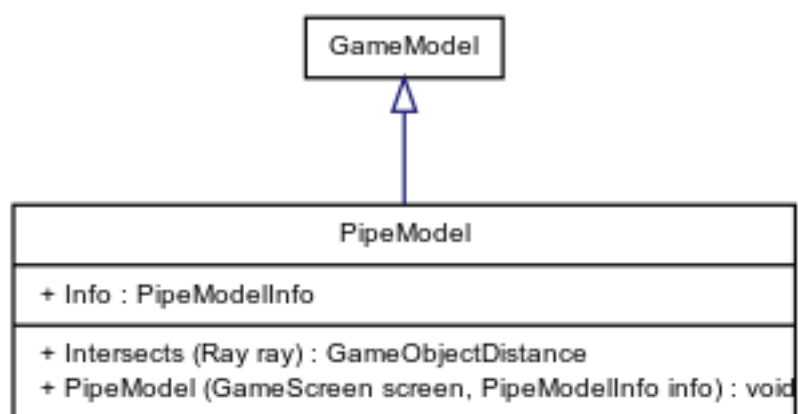 GameModel
PipeModel
+ Info : PipeModelInfo
+ Intersects (Ray ray) : GameObjectDistance
+ PipeModel (GameScreen screen, PipeModelInfo info) : void